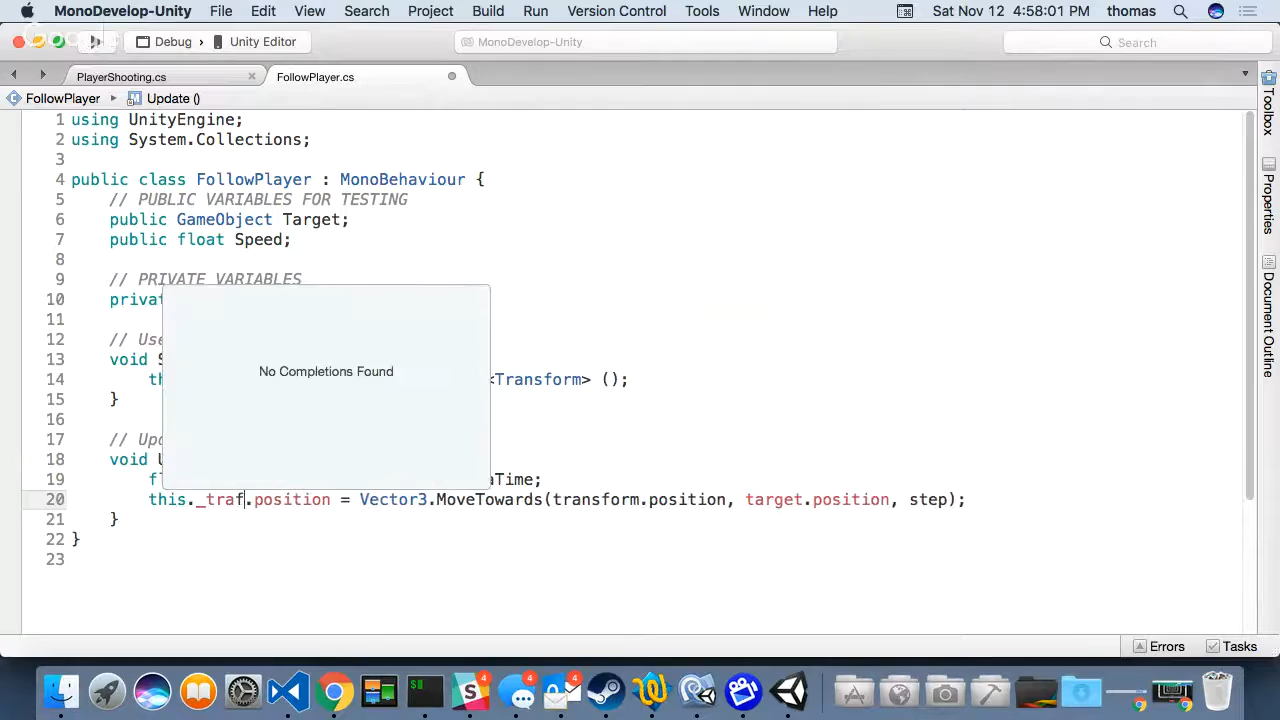 MonoDevelop-Unity File Edit View Search Project Build Run Version Control Tools Window Help Sat Nov 12 4:58:01 PM thomas
Debug Unity Editor MonoDevelop-Unity Search
PlayerShooting.cs FollowPlayer.cs
FollowPlayer Update ()
1 using UnityEngine;
2 using System.Collections;
3
4 public class FollowPlayer : MonoBehaviour {
5 // PUBLIC VARIABLES FOR TESTING
6 public GameObject Target;
7 public float Speed;
8
9 // PRIVATE VARIABLES
10
11
12 //
13 void
14 <Transform> ();
15 }
16
17 //
18 void
19 aTime;
20 this._traf.position = Vector3.MoveTowards(transform.position, target.position, step);
21 }
22 }
23
No Completions Found
Toolbox
Properties
Document Outline
Errors Tasks
4 4 4